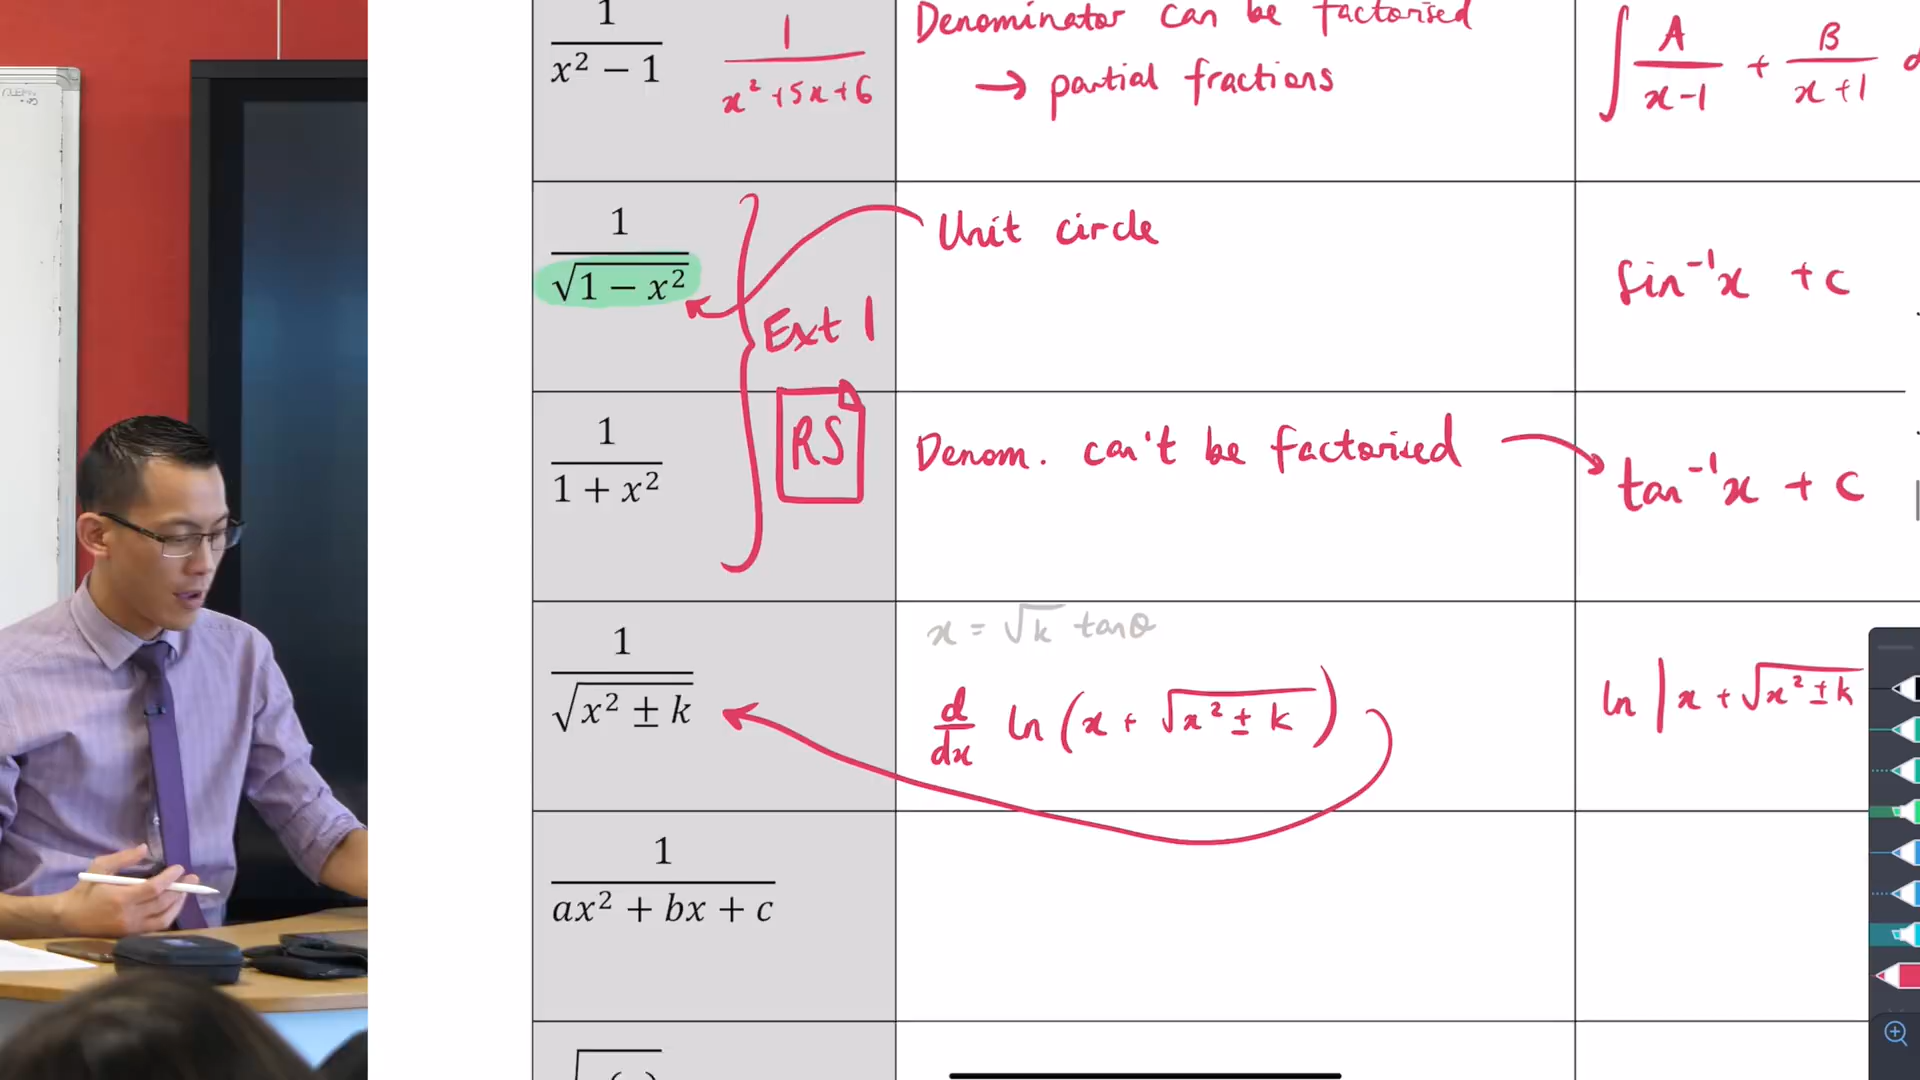 1
x² − 1
1
x² + 5x + 6
Denominator can be factorised
→ partial fractions
∫ A/(x−1) + B/(x+1)
1
√(1 − x²)
Ext 1
Unit circle
sin⁻¹x + c
1
1 + x²
RS
Denom. can't be factorised
tan⁻¹x + c
1
√(x² ± k)
x = √k tanθ
d/dx ln(x + √(x² ± k))
ln|x + √(x² ± k)
1
ax² + bx + c